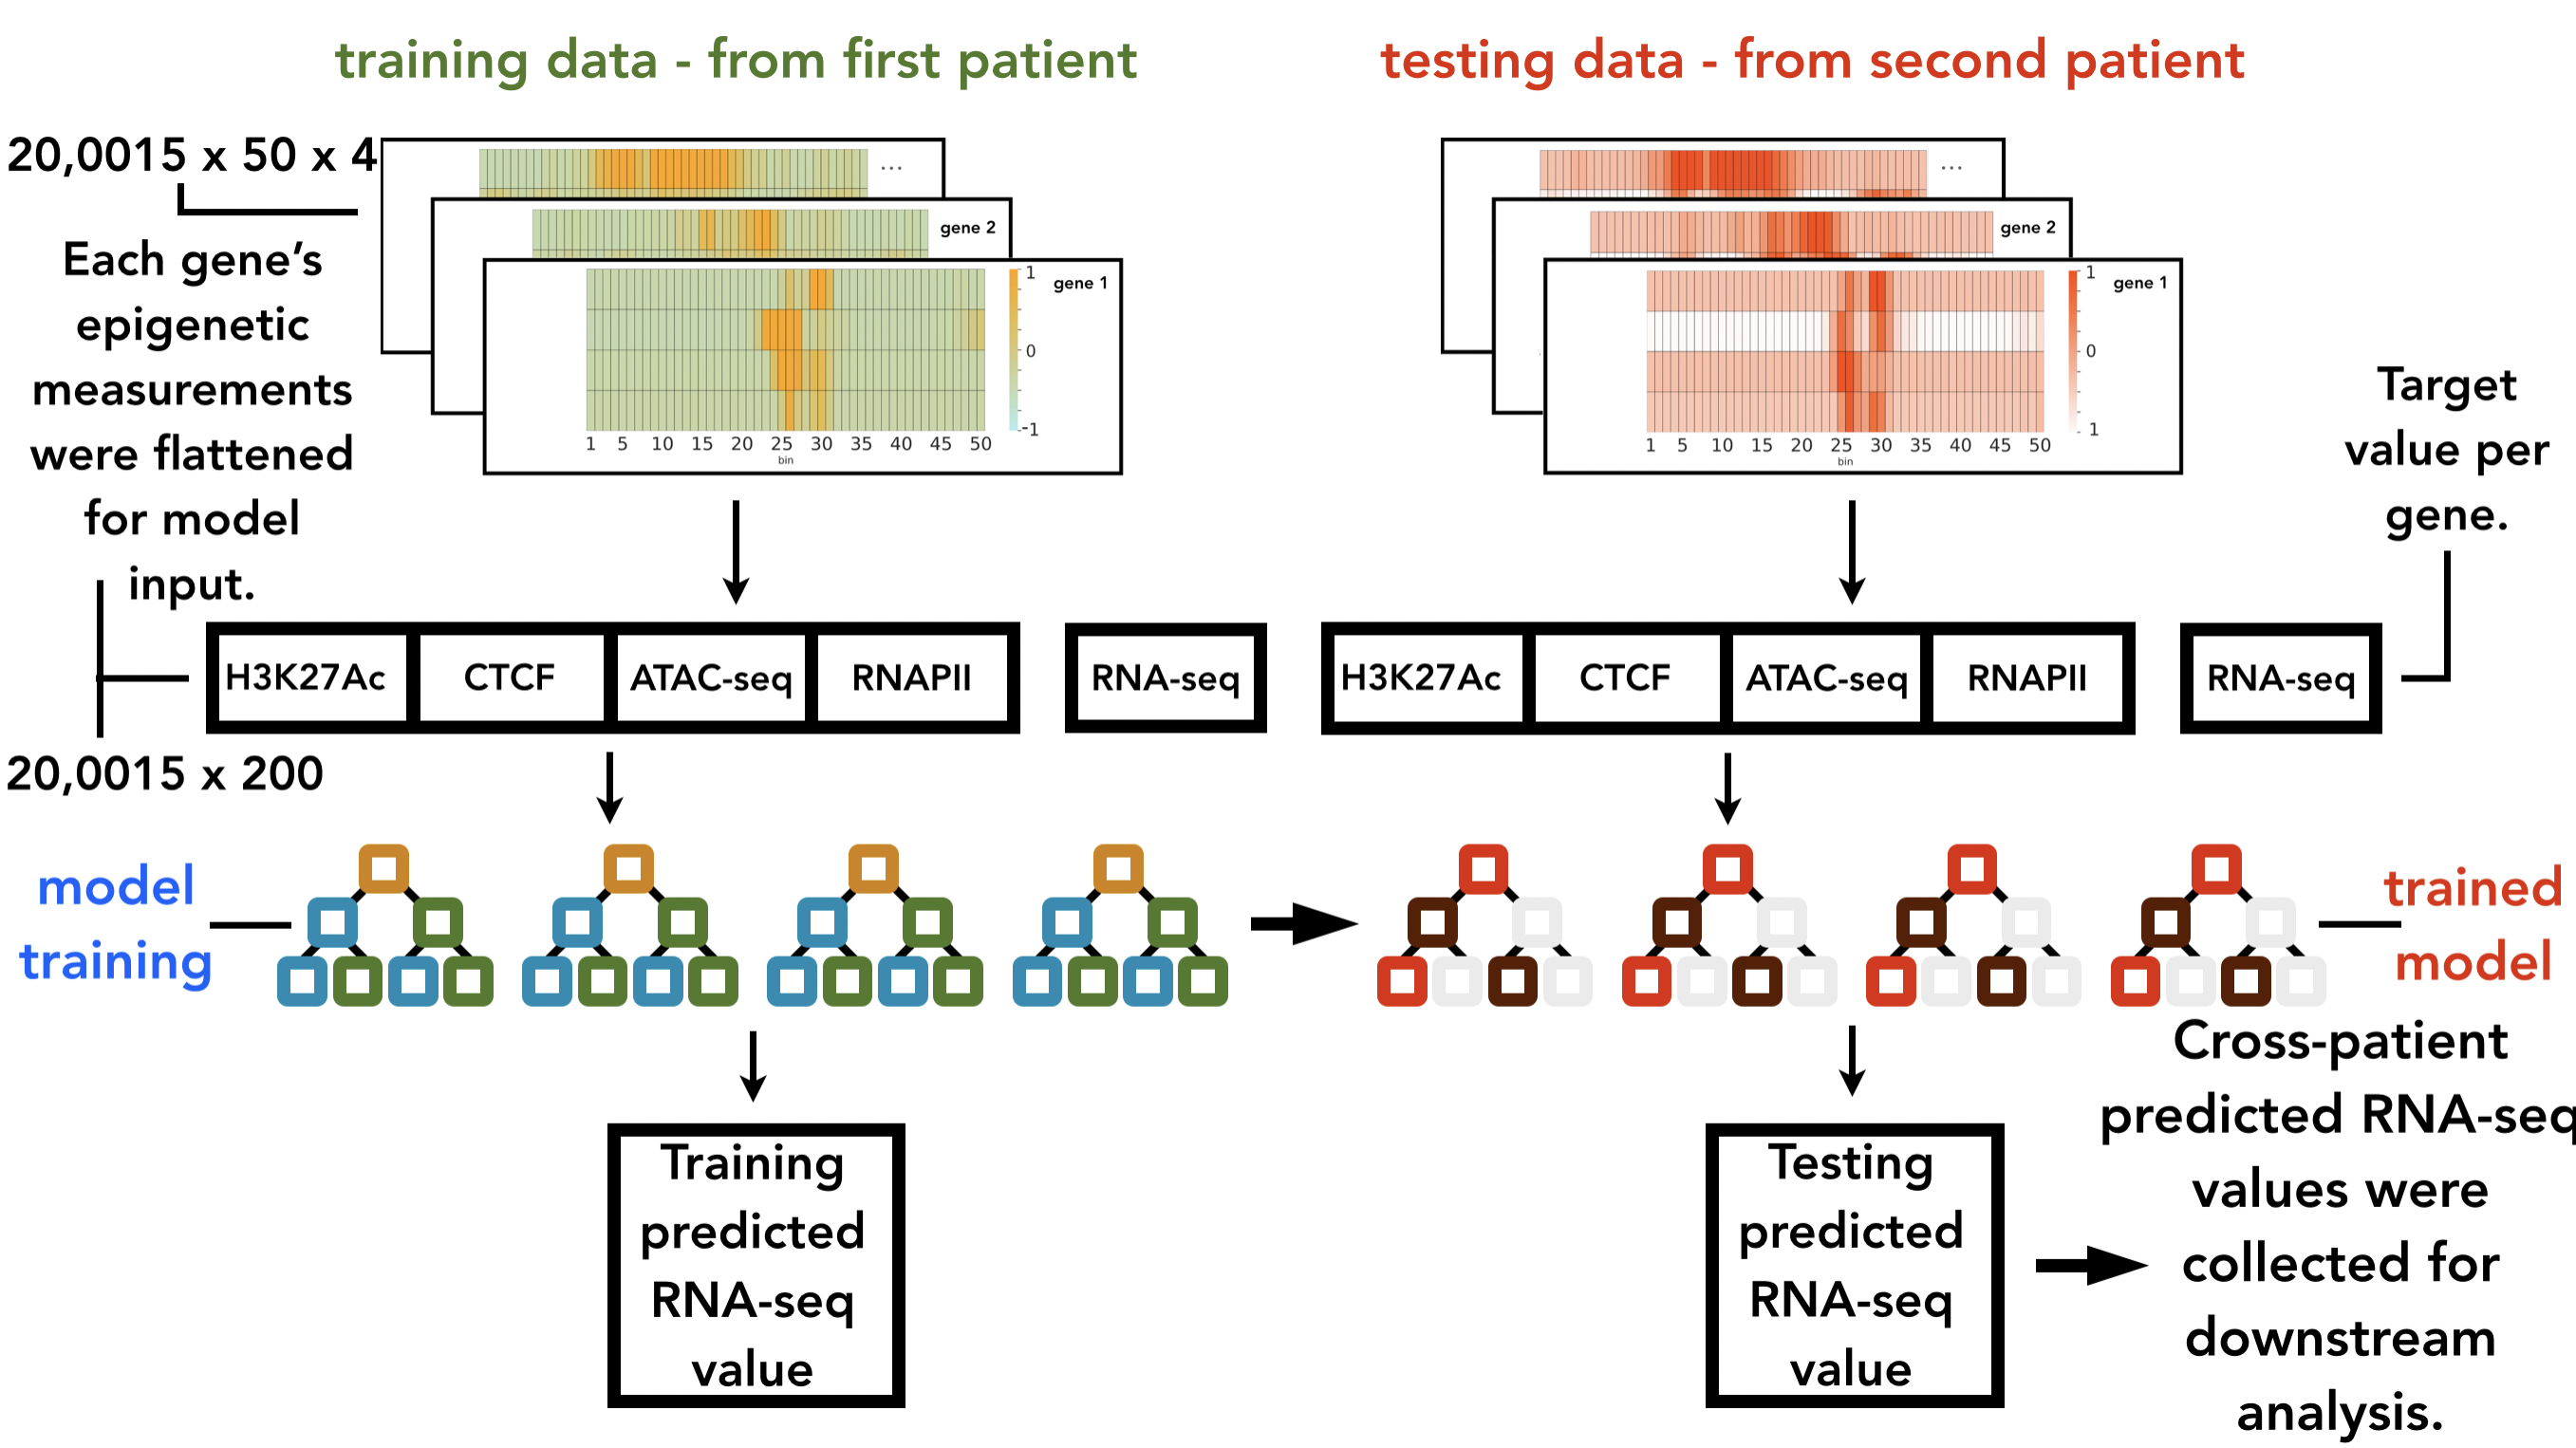 training data - from first patient
testing data - from second patient
20,0015 x 50 x 4
Each gene's
epigenetic
measurements
were flattened
for model
input.
...
gene 2
gene 1
1
0
-1
1 5 10 15 20 25 30 35 40 45 50
bin
...
gene 2
gene 1
1
0
1
1 5 10 15 20 25 30 35 40 45 50
bin
Target
value per
gene.
H3K27Ac CTCF ATAC-seq RNAPII RNA-seq
H3K27Ac CTCF ATAC-seq RNAPII RNA-seq
20,0015 x 200
model
training
trained
model
Training
predicted
RNA-seq
value
Testing
predicted
RNA-seq
value
Cross-patient
predicted RNA-seq
values were
collected for
downstream
analysis.